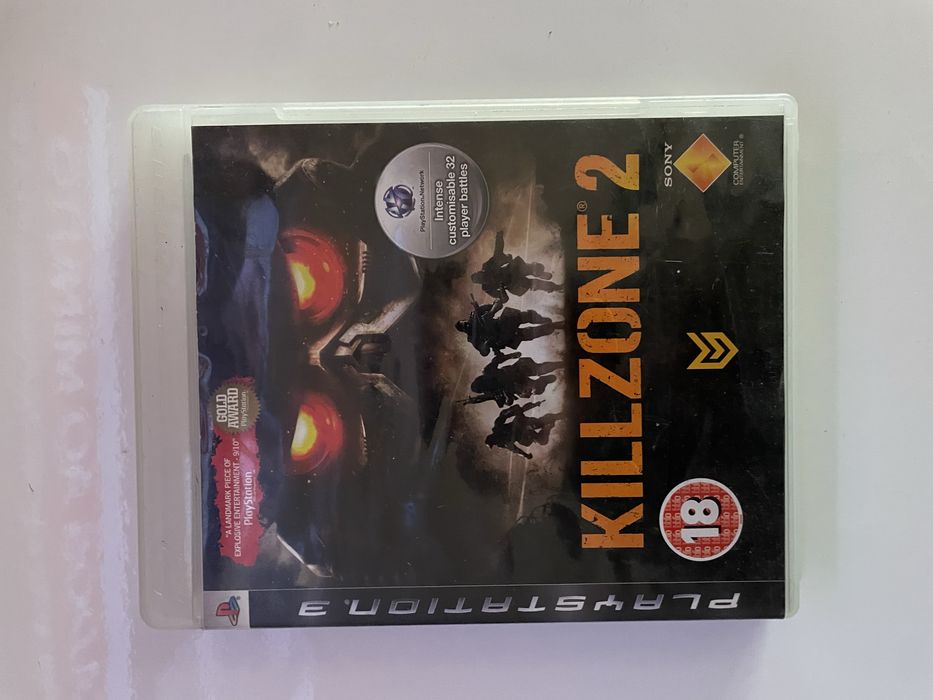 PLAYSTATION 3
"A LANDMARK PIECE OF
EXPLOSIVE ENTERTAINMENT - 9/10"
PlayStation
GOLD
AWARD
PlayStation
PlayStation Network
Intense
customisable 32
player battles
KILLZONE® 2
18
SONY
COMPUTER
ENTERTAINMENT®